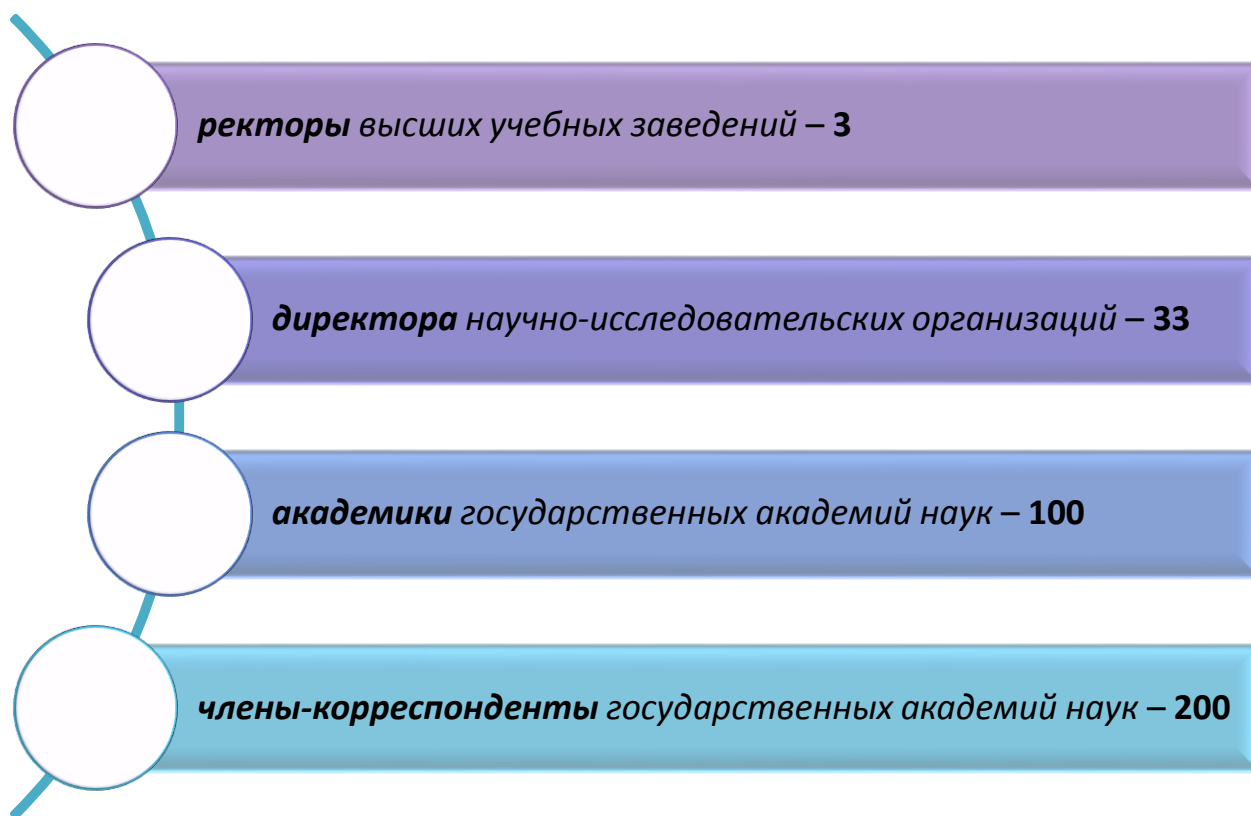 ректоры высших учебных заведений – 3
директора научно-исследовательских организаций – 33
академики государственных академий наук – 100
члены-корреспонденты государственных академий наук – 200